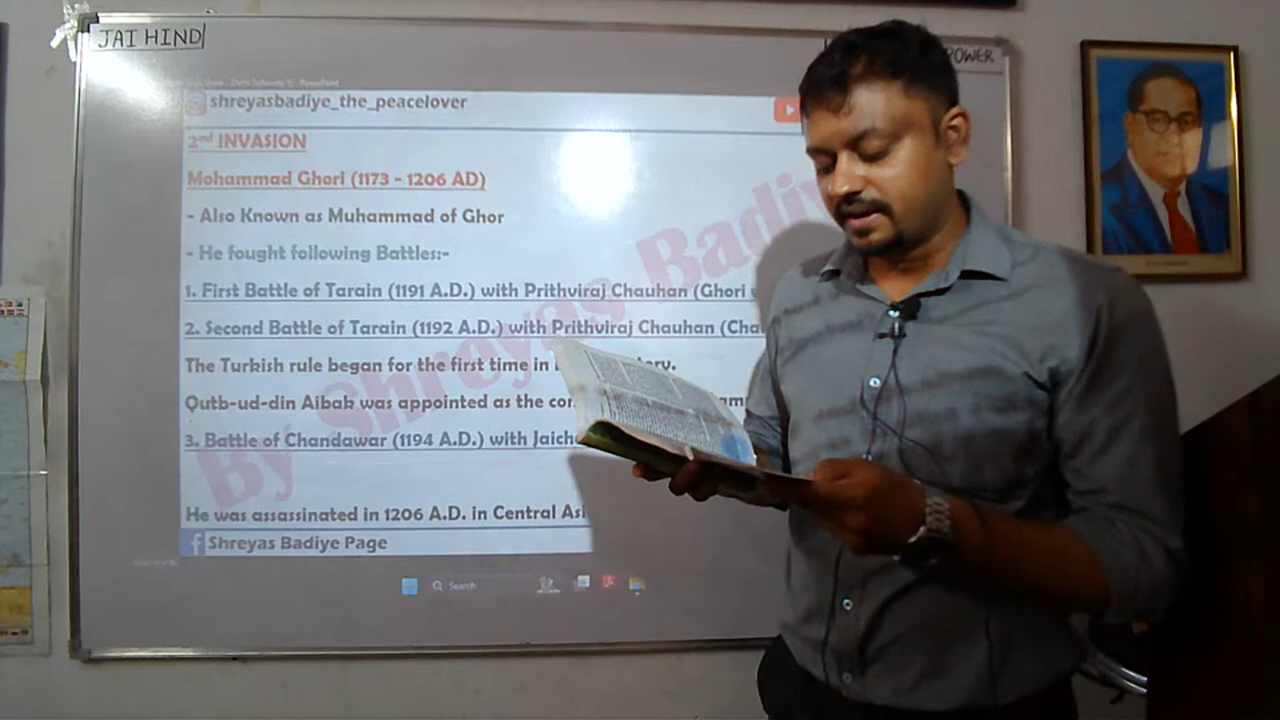 JAI HIND
POWER
shreyasbadiye_the_peacelover
2nd INVASION
Mohammad Ghori (1173 - 1206 AD)
- Also Known as Muhammad of Ghor
- He fought following Battles:-
1. First Battle of Tarain (1191 A.D.) with Prithviraj Chauhan (Ghori
2. Second Battle of Tarain (1192 A.D.) with Prithviraj Chauhan
The Turkish rule began for the first time in
Qutb-ud-din Aibak was appointed as the
3. Battle of Chandawar (1194 A.D.) with
He was assassinated in 1206 A.D. in Central
Shreyas Badiye Page
By Shreyas Badiy
Search